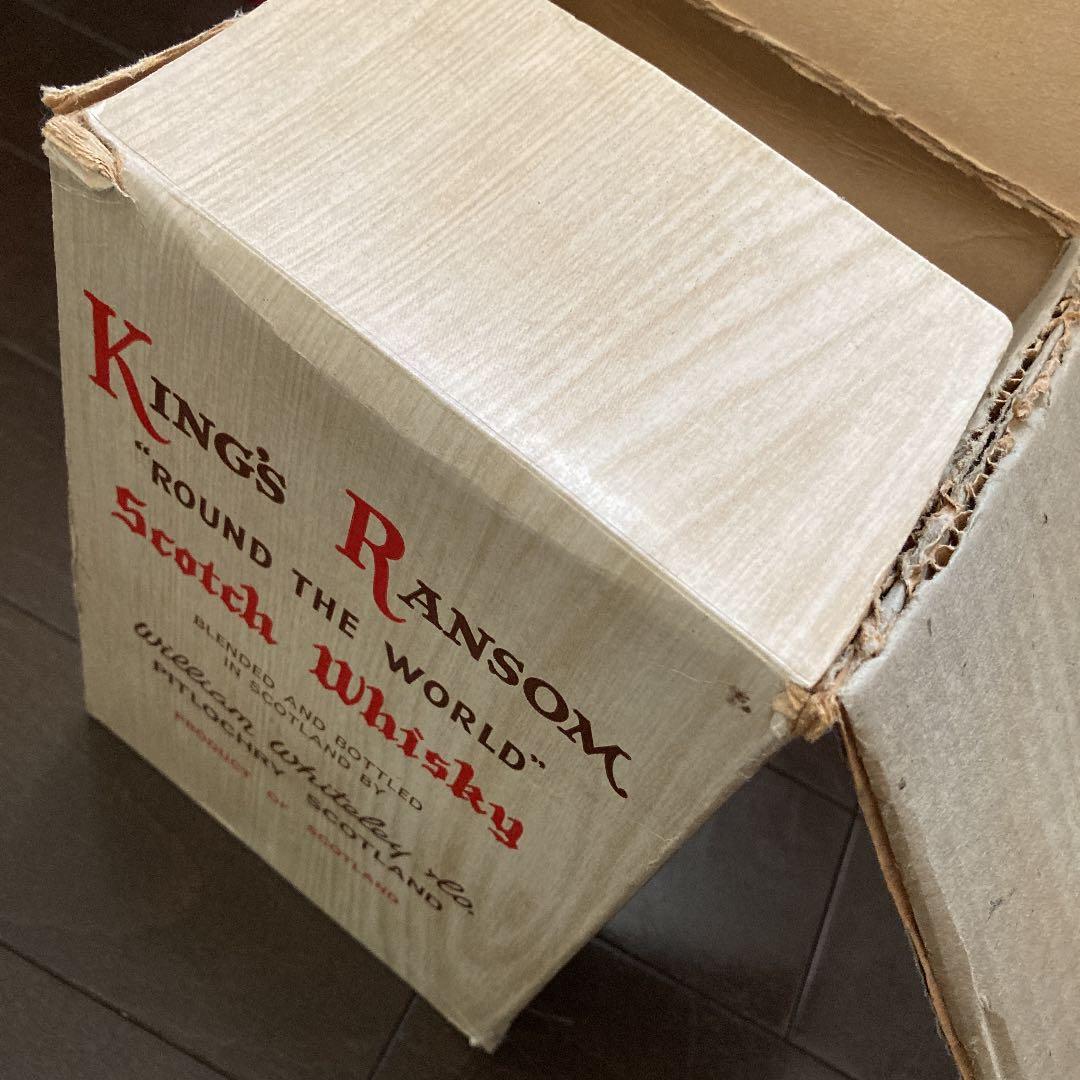 KING'S RANSOM
"ROUND THE WORLD"
Scotch Whisky
BLENDED AND BOTTLED
IN SCOTLAND BY
William Whiteley & Co.
PITLOCHRY SCOTLAND
PRODUCT OF SCOTLAND